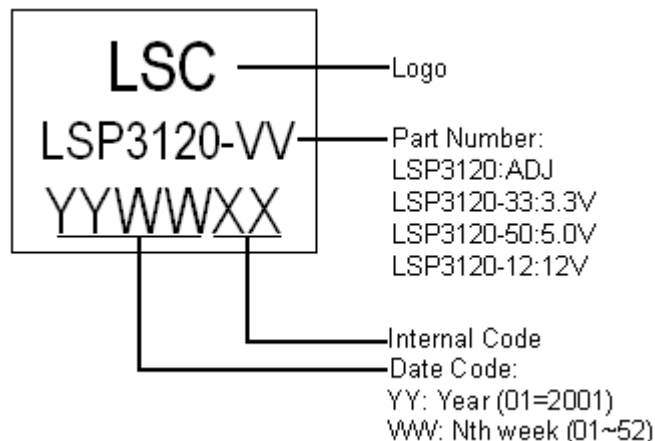 LSC
Logo
LSP3120-VV
Part Number:
LSP3120:ADJ
LSP3120-33:3.3V
LSP3120-50:5.0V
LSP3120-12:12V
YYWWXX
Internal Code
Date Code:
YY: Year (01=2001)
WW: Nth week (01~52)